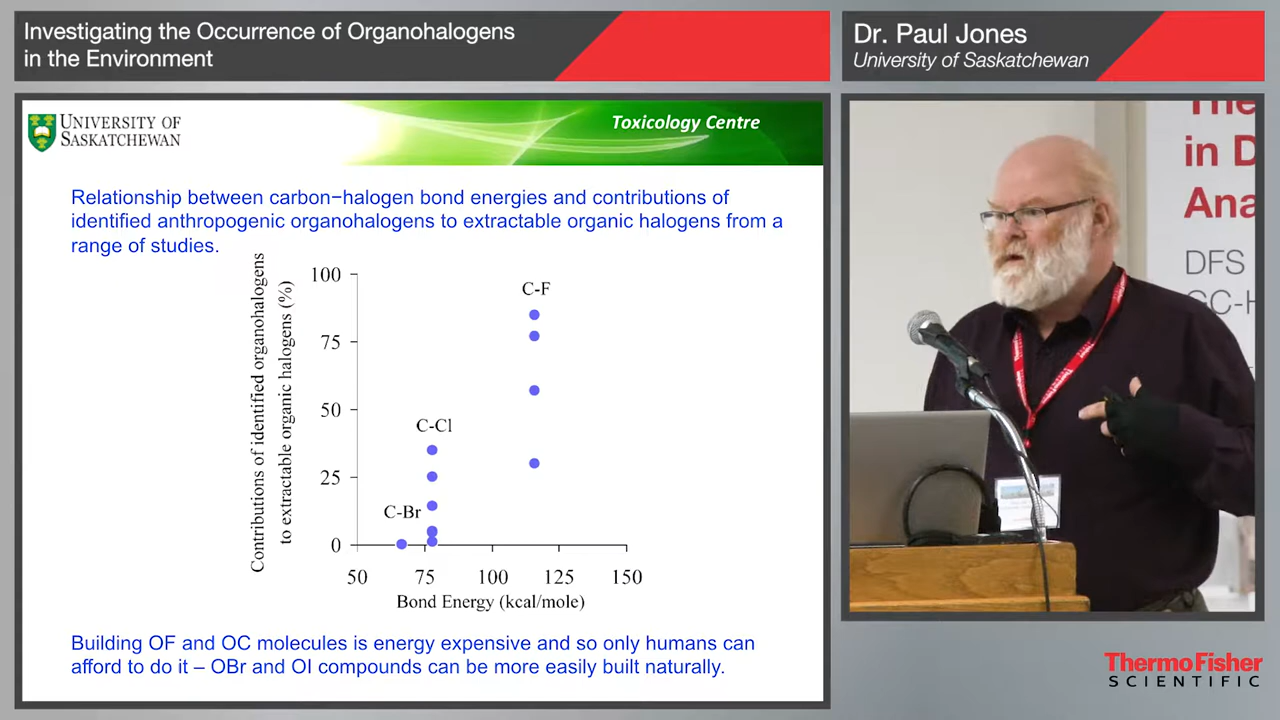 Investigating the Occurrence of Organohalogens
in the Environment
Dr. Paul Jones
University of Saskatchewan
UNIVERSITY OF
SASKATCHEWAN
Toxicology Centre
Relationship between carbon−halogen bond energies and contributions of
identified anthropogenic organohalogens to extractable organic halogens from a
range of studies.
Contributions of identified organohalogens
to extractable organic halogens (%)
100
75
50
25
0
C-F
C-Cl
C-Br
50 75 100 125 150
Bond Energy (kcal/mole)
Building OF and OC molecules is energy expensive and so only humans can
afford to do it – OBr and OI compounds can be more easily built naturally.
in D
Ana
DFS
GC-H
ThermoFisher
SCIENTIFIC